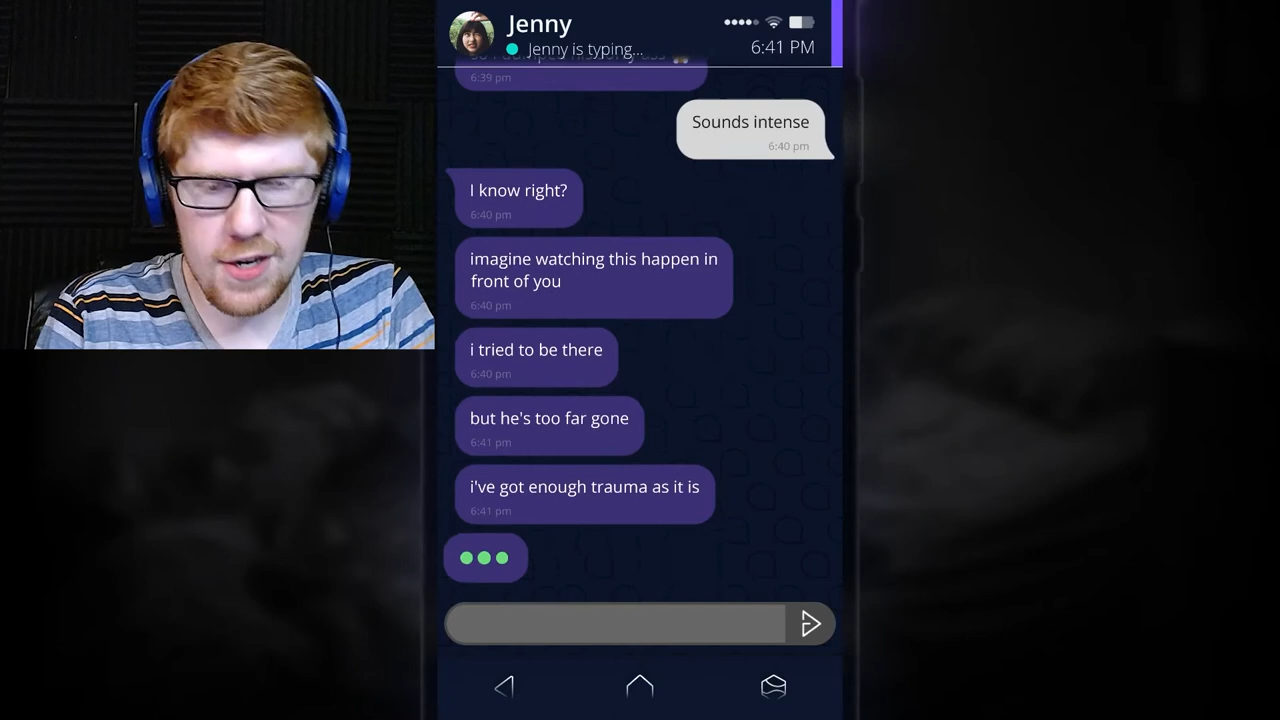 Jenny
Jenny is typing...
6:41 PM
6:39 pm
Sounds intense
6:40 pm
I know right?
6:40 pm
imagine watching this happen in
front of you
6:40 pm
i tried to be there
6:40 pm
but he's too far gone
6:41 pm
i've got enough trauma as it is
6:41 pm